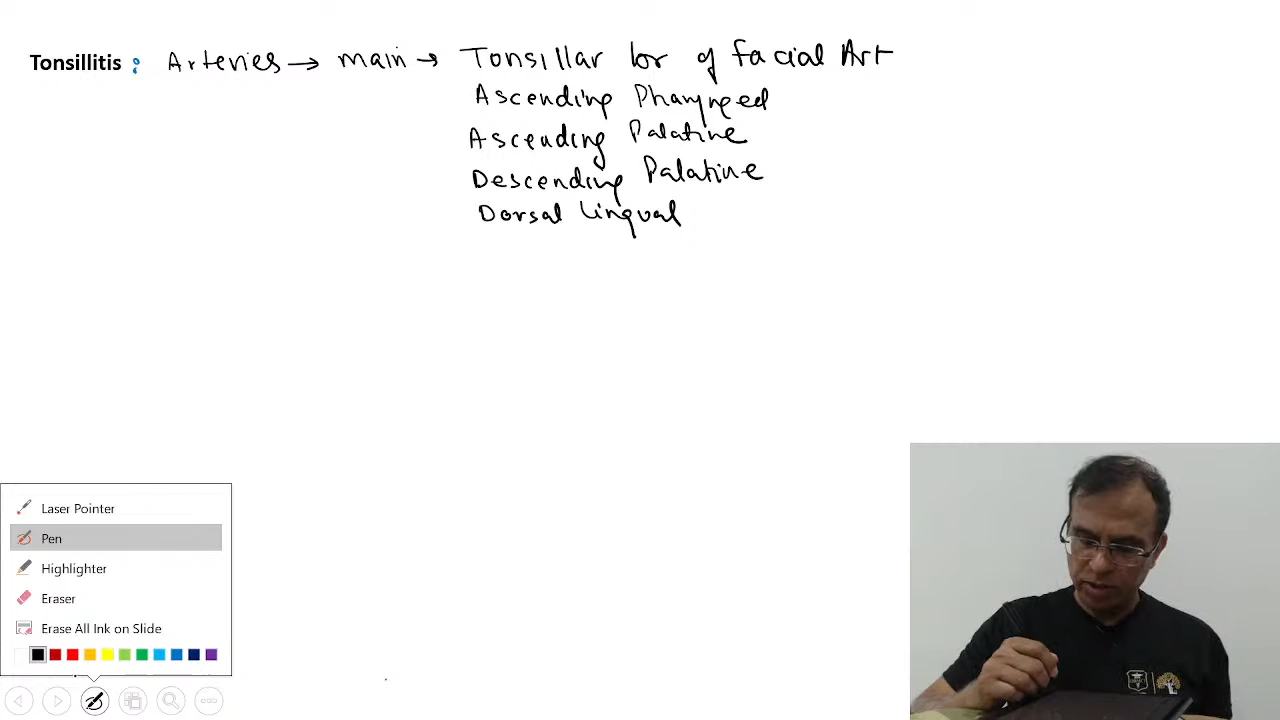 Tonsillitis : Arteries → main → Tonsillar br of facial Art
Ascending Pharyngeal
Ascending Palatine
Descending Palatine
Dorsal lingual
Laser Pointer
Pen
Highlighter
Eraser
Erase All Ink on Slide